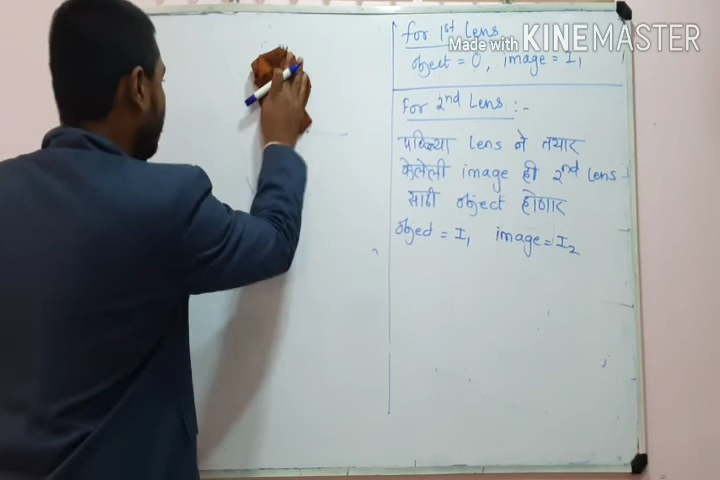 for 1st Lens
object = O, image = I1
for 2nd Lens :-
पहिल्या lens ने तयार
केलेली image ही 2nd Lens
साठी object होणार
object = I1 image = I2
Made with KINEMASTER